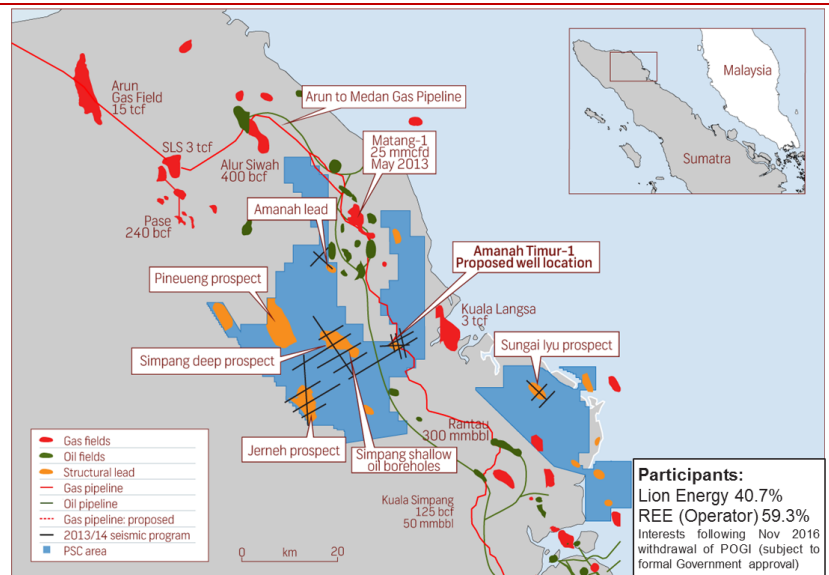 Malaysia
Sumatra
Arun
Gas Field
15 tcf
Arun to Medan Gas Pipeline
SLS 3 tcf
Alur Siwah
400 bcf
Matang-1
25 mmcfd
May 2013
Pase
240 bcf
Amanah lead
Amanah Timur-1
Proposed well location
Pineueng prospect
Kuala Langsa
3 tcf
Sungai Iyu prospect
Simpang deep prospect
Rantau
300 mmbbl
Jerneh prospect
Simpang shallow
oil boreholes
Kuala Simpang
125 bcf
50 mmbbl
Gas fields
Oil fields
Structural lead
Gas pipeline
Oil pipeline
Gas pipeline: proposed
2013/14 seismic program
PSC area
0 km 20
Participants:
Lion Energy 40.7%
REE (Operator) 59.3%
Interests following Nov 2016
withdrawal of POGI (subject to
formal Government approval)